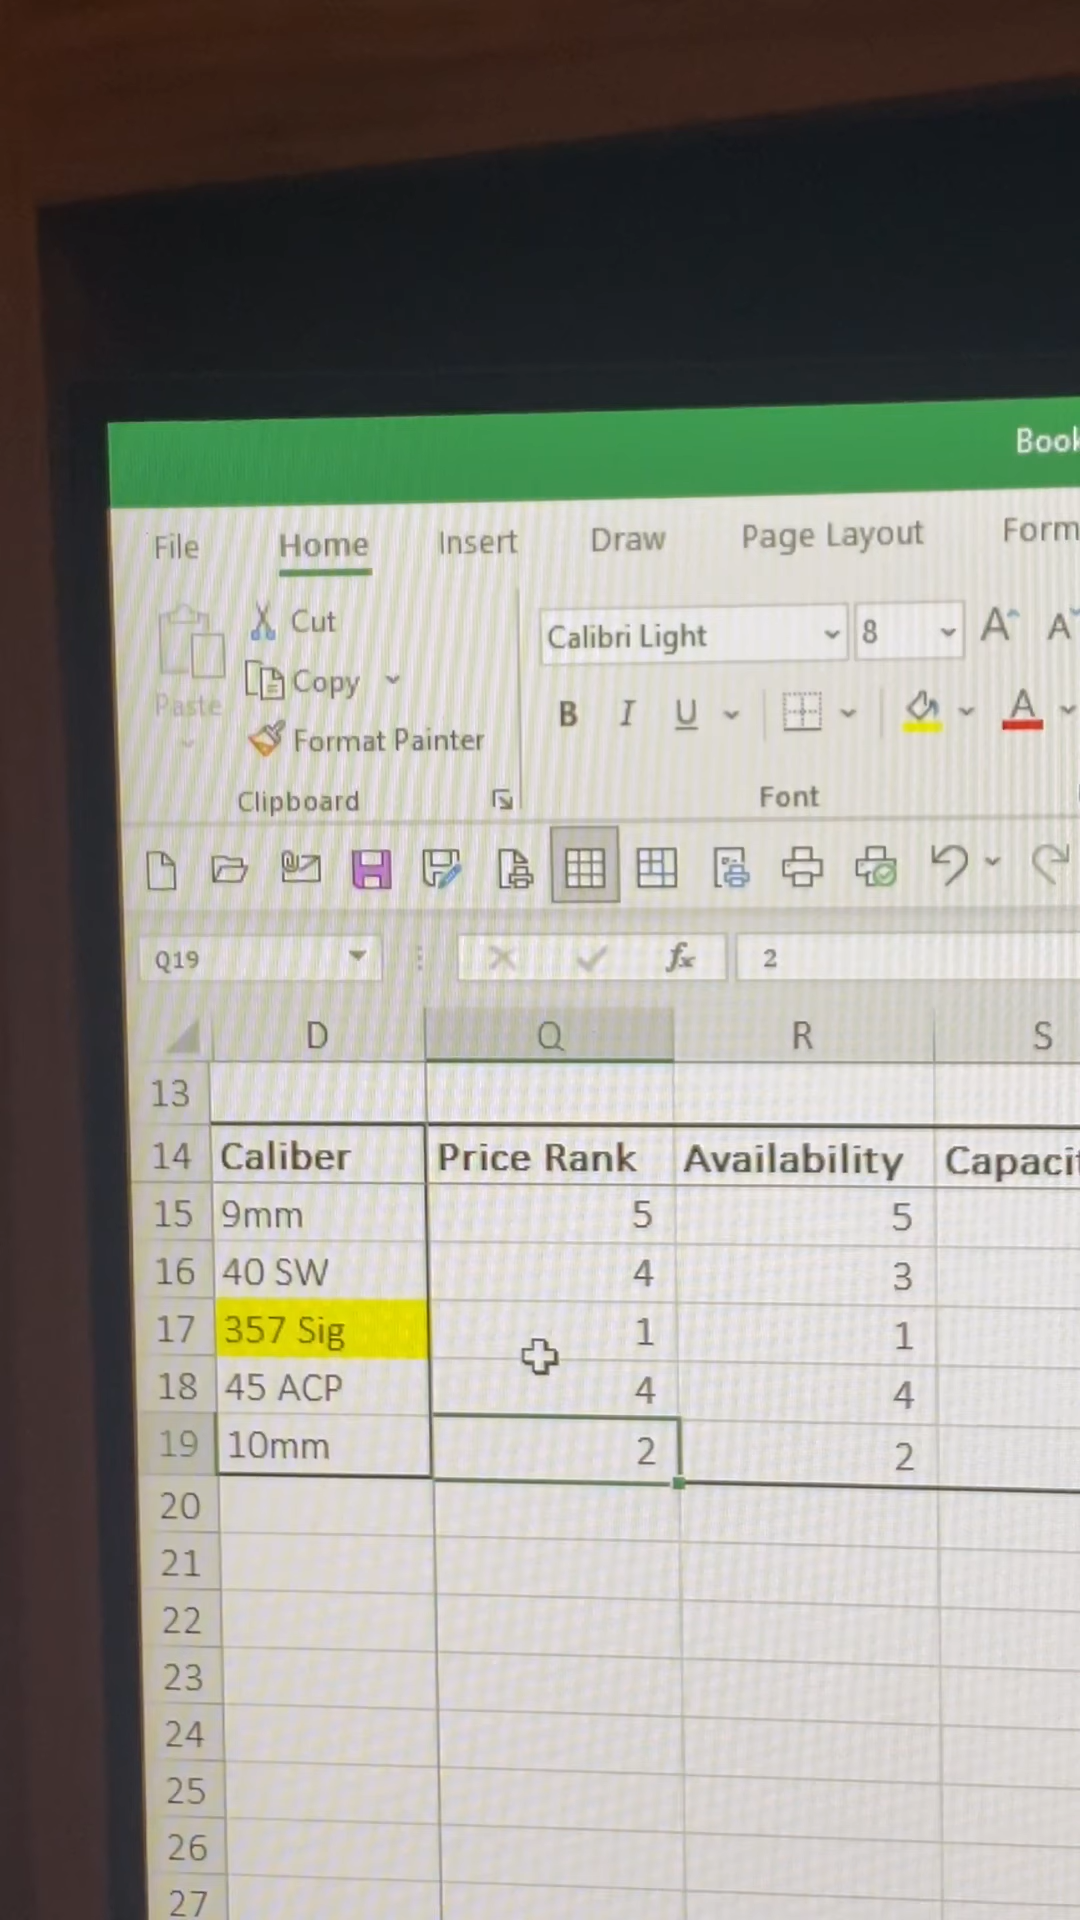 Book
File Home Insert Draw Page Layout Form
Paste
Cut
Copy
Format Painter
Clipboard
Calibri Light 8 A A
B I U A
Font
Q19 fx 2
D Q R S
13
14 Caliber Price Rank Availability Capacit
15 9mm 5 5
16 40 SW 4 3
17 357 Sig 1 1
18 45 ACP 4 4
19 10mm 2 2
20
21
22
23
24
25
26
27